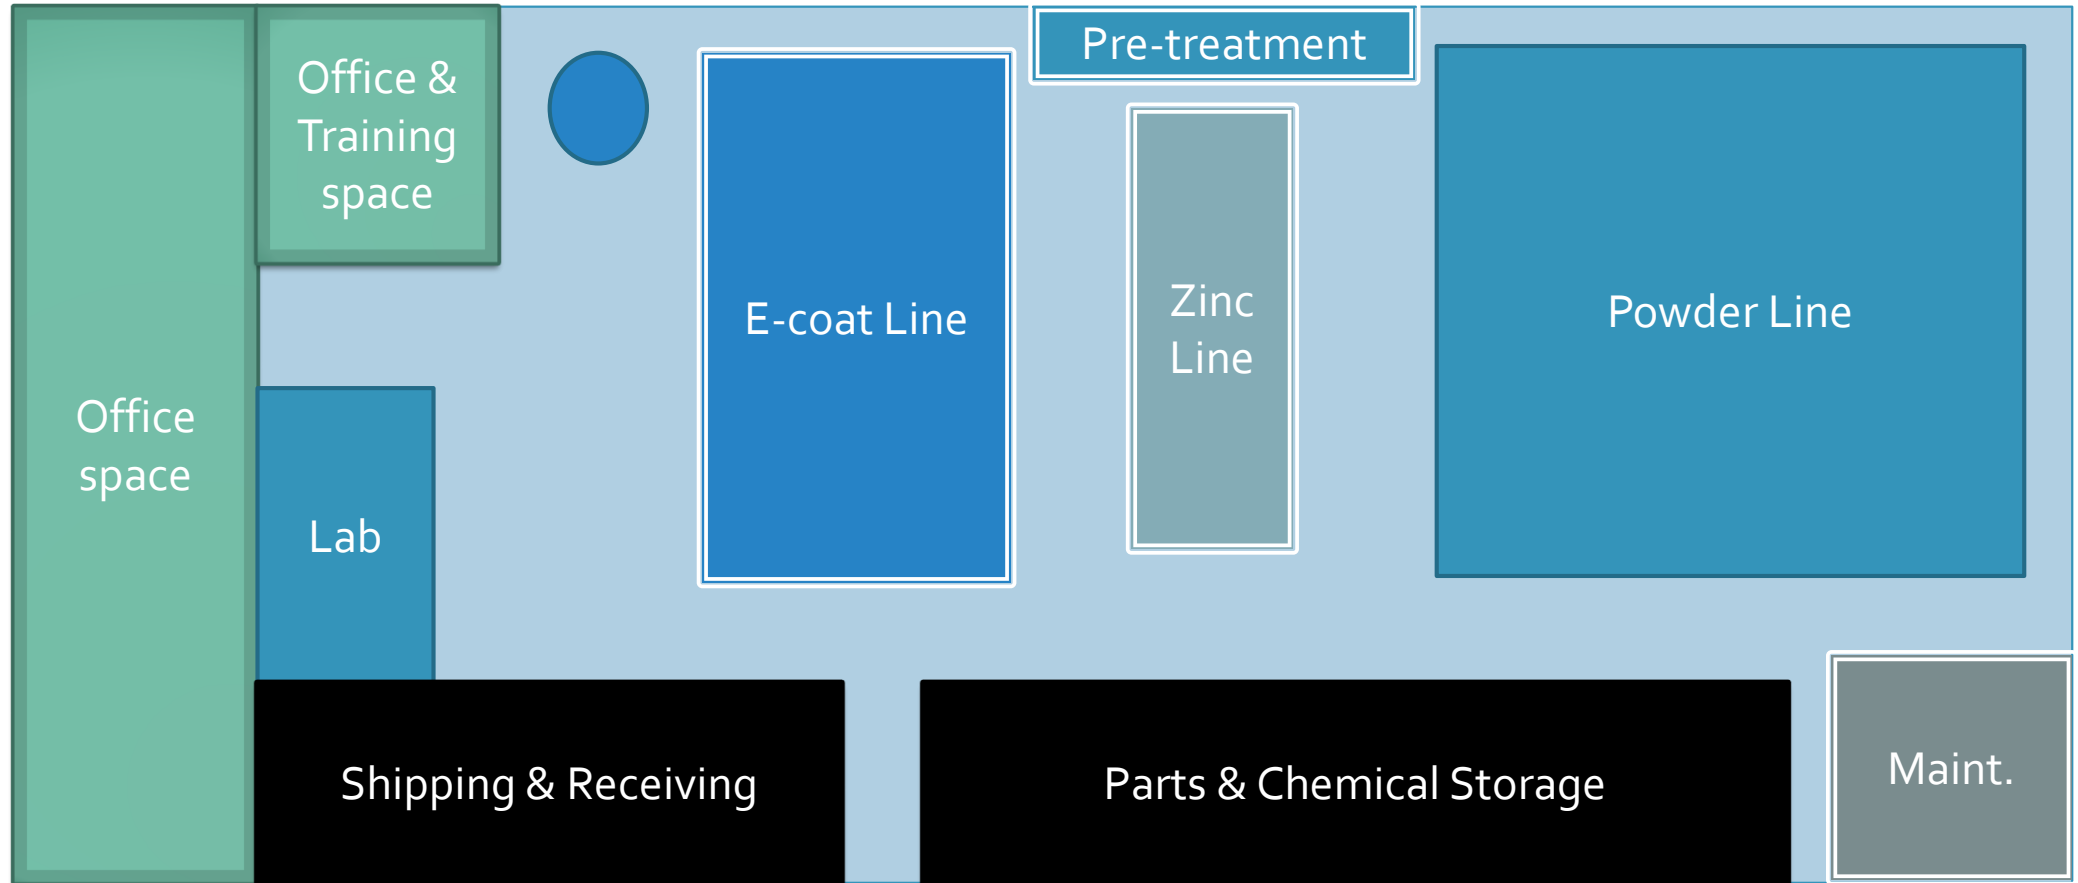 Office &
Training
space
Pre-treatment
E-coat Line
Zinc
Line
Powder Line
Office
space
Lab
Shipping & Receiving
Parts & Chemical Storage
Maint.